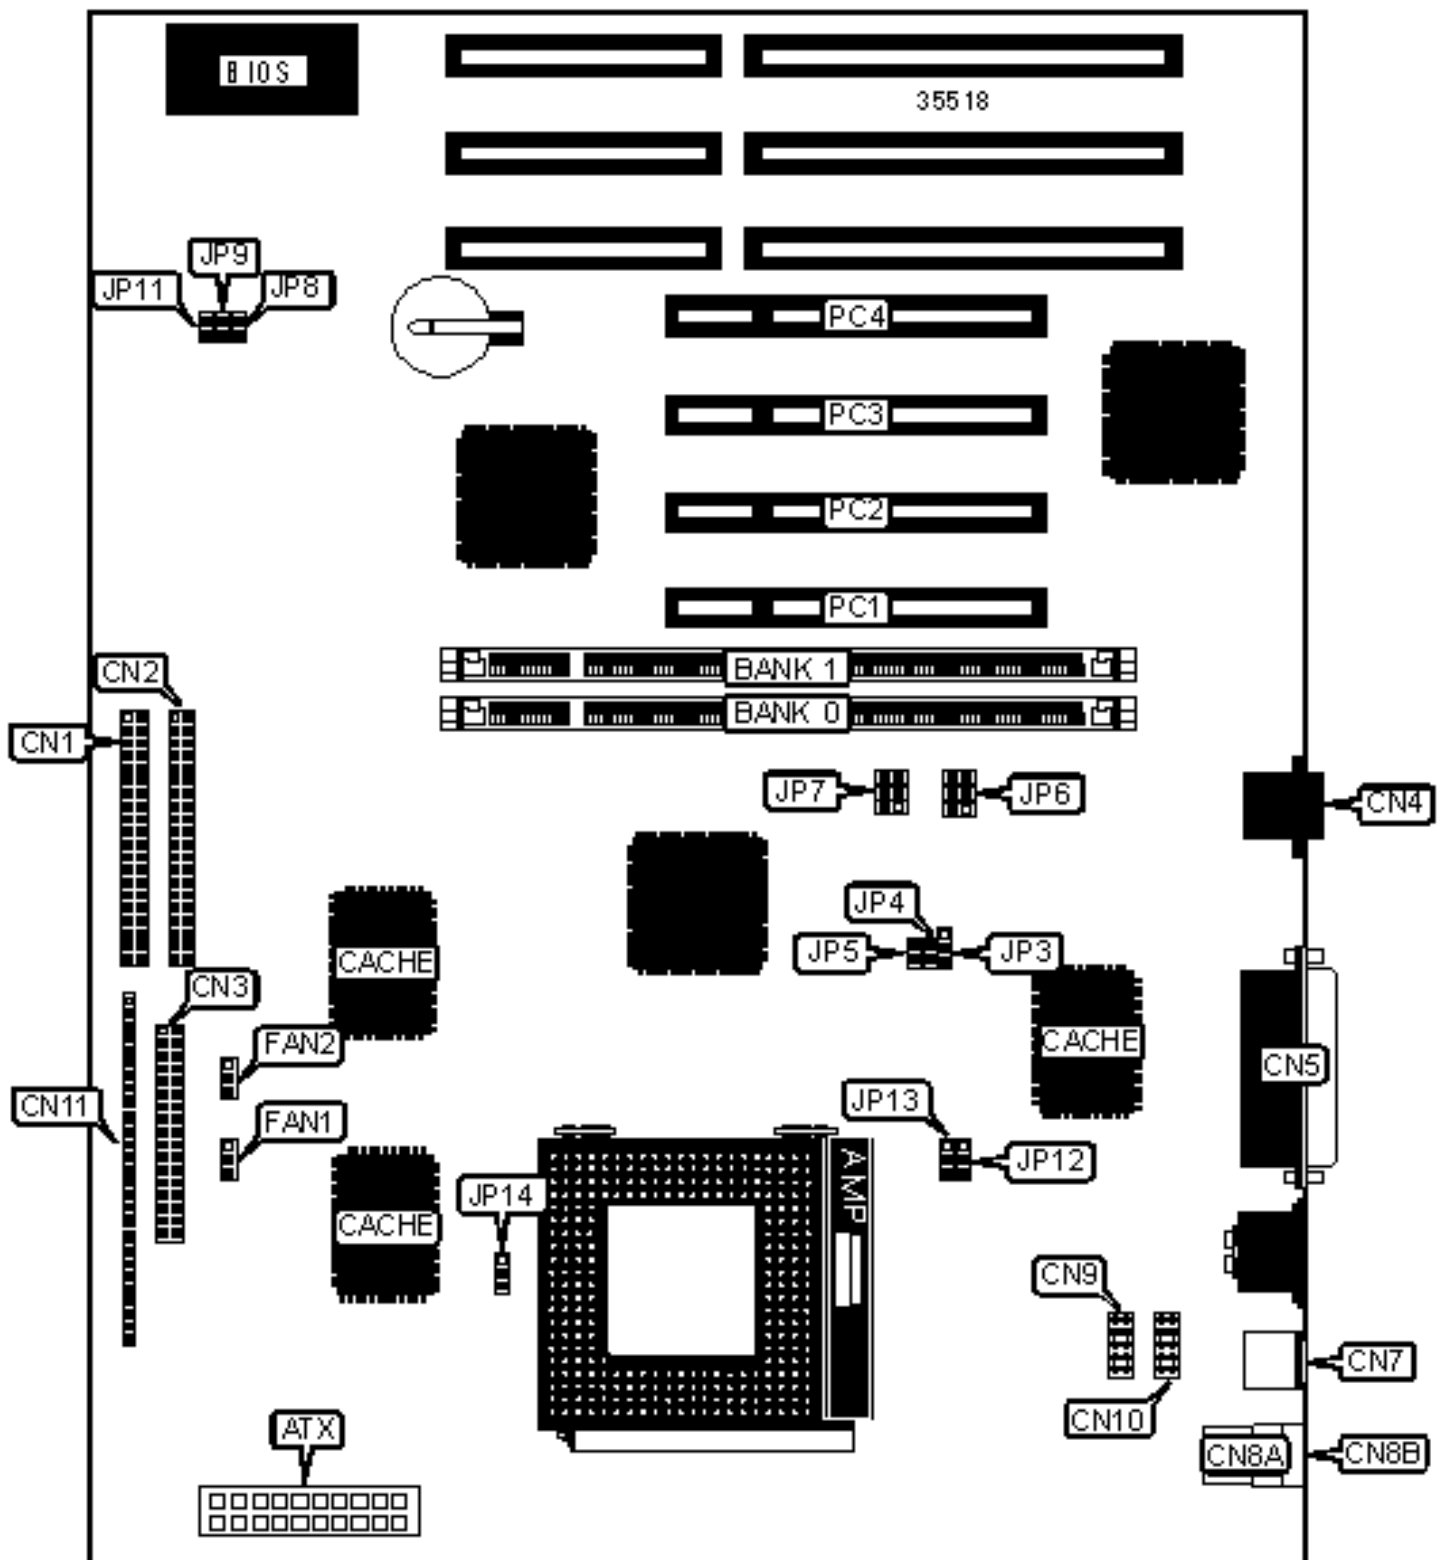 BIOS
35518
JP9
JP11
JP8
PC4
PC3
PC2
PC1
CN2
BANK 1
BANK 0
CN1
JP7
JP6
CN4
JP4
JP5
JP3
CACHE
CN3
FAN2
CACHE
CN5
CN11
FAN1
JP13
JP12
AMP
JP14
CACHE
CN9
CN7
CN10
ATX
CN8A
CN8B